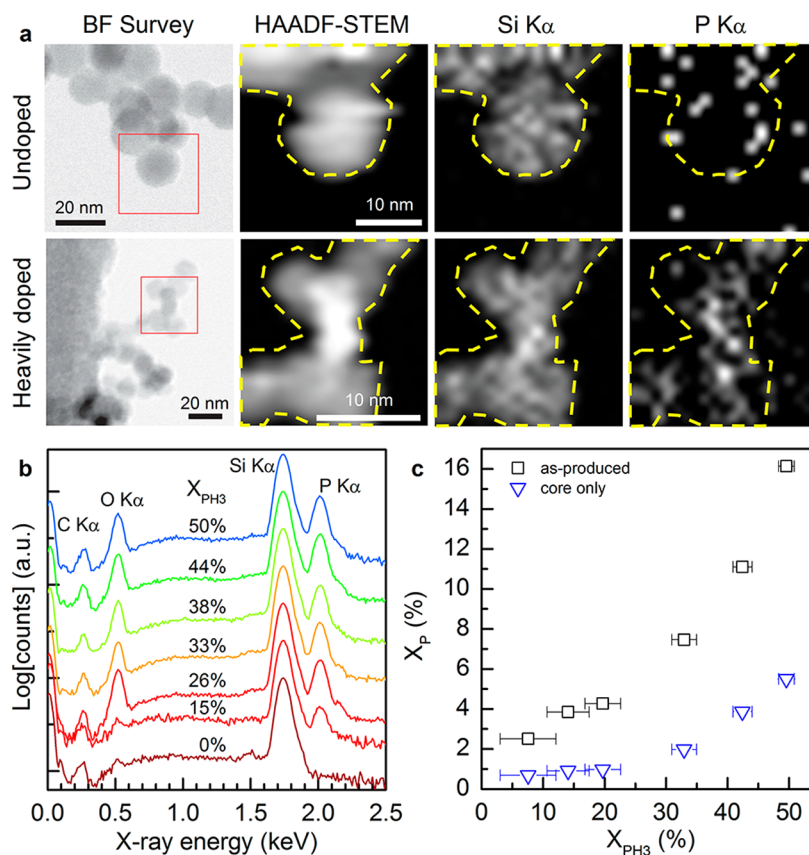 a BF Survey HAADF-STEM Si Kα P Kα
Undoped
20 nm 10 nm
Heavily doped
20 nm 10 nm
b
C Kα O Kα X_PH3 Si Kα P Kα
50%
44%
38%
33%
26%
15%
0%
Log[counts] (a.u.)
0.0 0.5 1.0 1.5 2.0 2.5
X-ray energy (keV)
c
as-produced
core only
16
14
12
10
8
6
4
2
0
X_P (%)
0 10 20 30 40 50
X_PH3 (%)